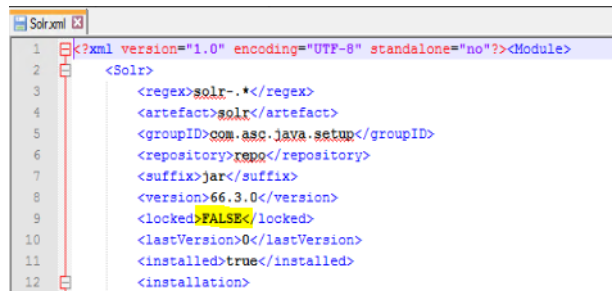 Solr.xml
1 <?xml version="1.0" encoding="UTF-8" standalone="no"?><Module>
2 <Solr>
3 <regex>solr-.*</regex>
4 <artefact>solr</artefact>
5 <groupID>com.asc.java.setup</groupID>
6 <repository>repo</repository>
7 <suffix>jar</suffix>
8 <version>66.3.0</version>
9 <locked>FALSE</locked>
10 <lastVersion>0</lastVersion>
11 <installed>true</installed>
12 <installation>